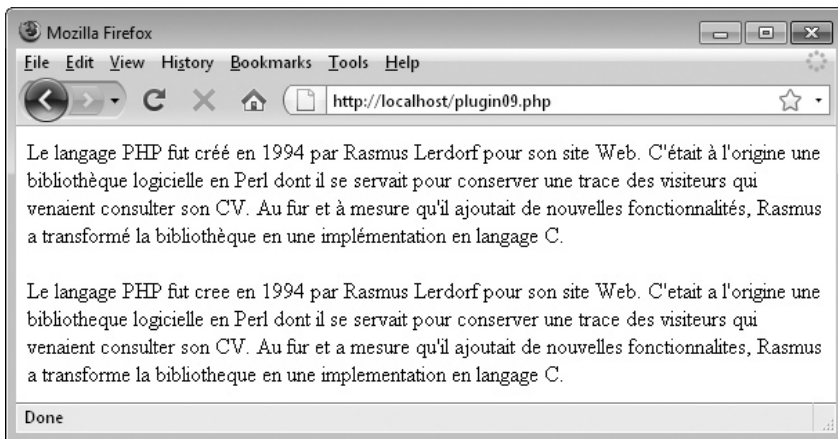 Mozilla Firefox
File Edit View History Bookmarks Tools Help
http://localhost/plugin09.php
Le langage PHP fut créé en 1994 par Rasmus Lerdorf pour son site Web. C'était à l'origine une
bibliothèque logicielle en Perl dont il se servait pour conserver une trace des visiteurs qui
venaient consulter son CV. Au fur et à mesure qu'il ajoutait de nouvelles fonctionnalités, Rasmus
a transformé la bibliothèque en une implémentation en langage C.
Le langage PHP fut cree en 1994 par Rasmus Lerdorf pour son site Web. C'etait a l'origine une
bibliotheque logicielle en Perl dont il se servait pour conserver une trace des visiteurs qui
venaient consulter son CV. Au fur et a mesure qu'il ajoutait de nouvelles fonctionnalites, Rasmus
a transforme la bibliotheque en une implementation en langage C.
Done